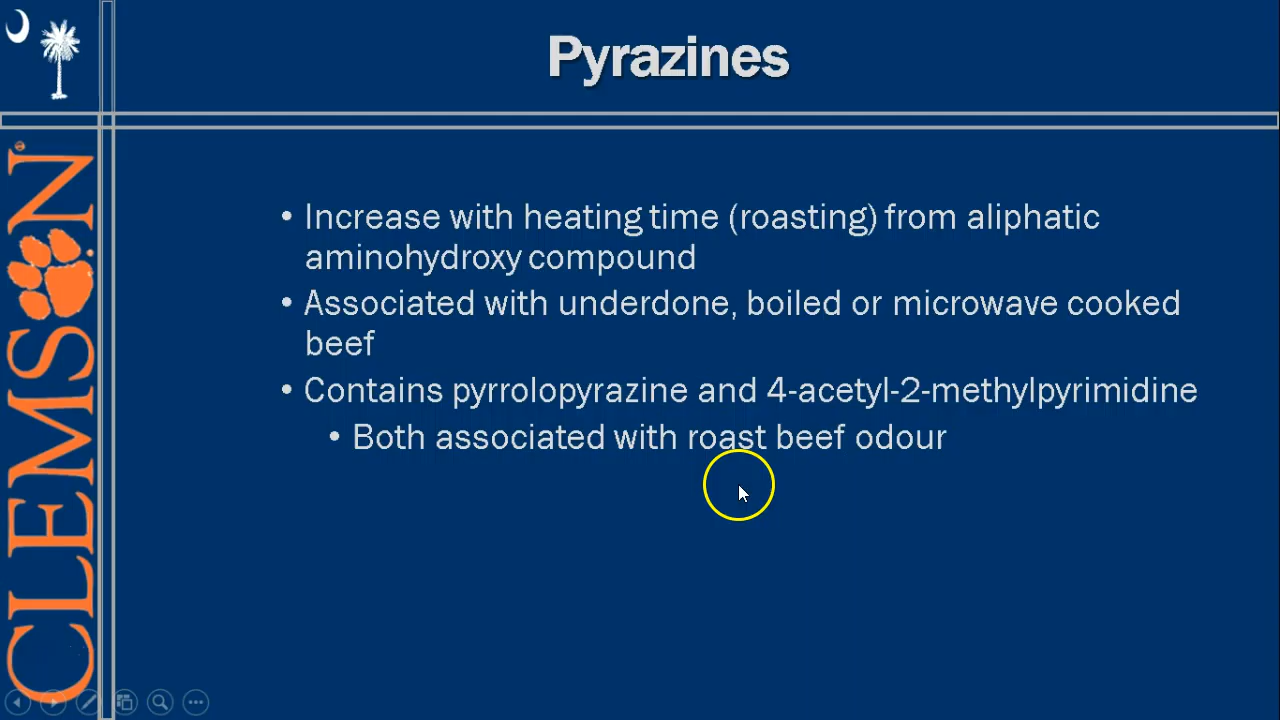 Pyrazines
• Increase with heating time (roasting) from aliphatic
aminohydroxy compound
• Associated with underdone, boiled or microwave cooked
beef
• Contains pyrrolopyrazine and 4-acetyl-2-methylpyrimidine
• Both associated with roast beef odour
CLEMSON